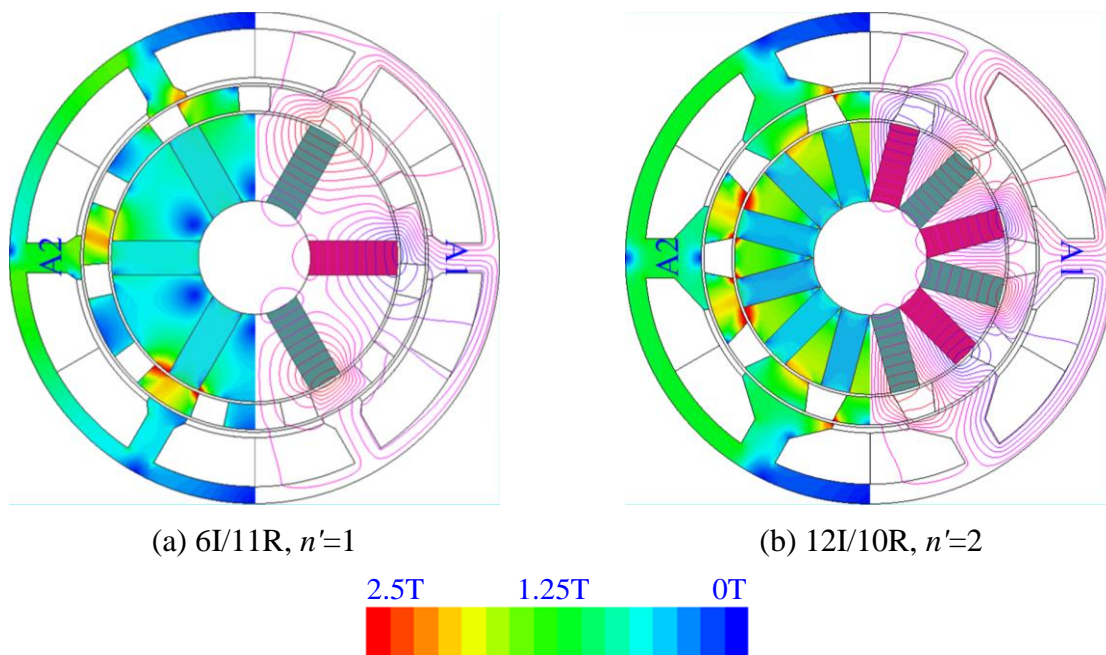 A2
A1
A2
A1
(a) 6I/11R, n'=1
(b) 12I/10R, n'=2
2.5T 1.25T 0T